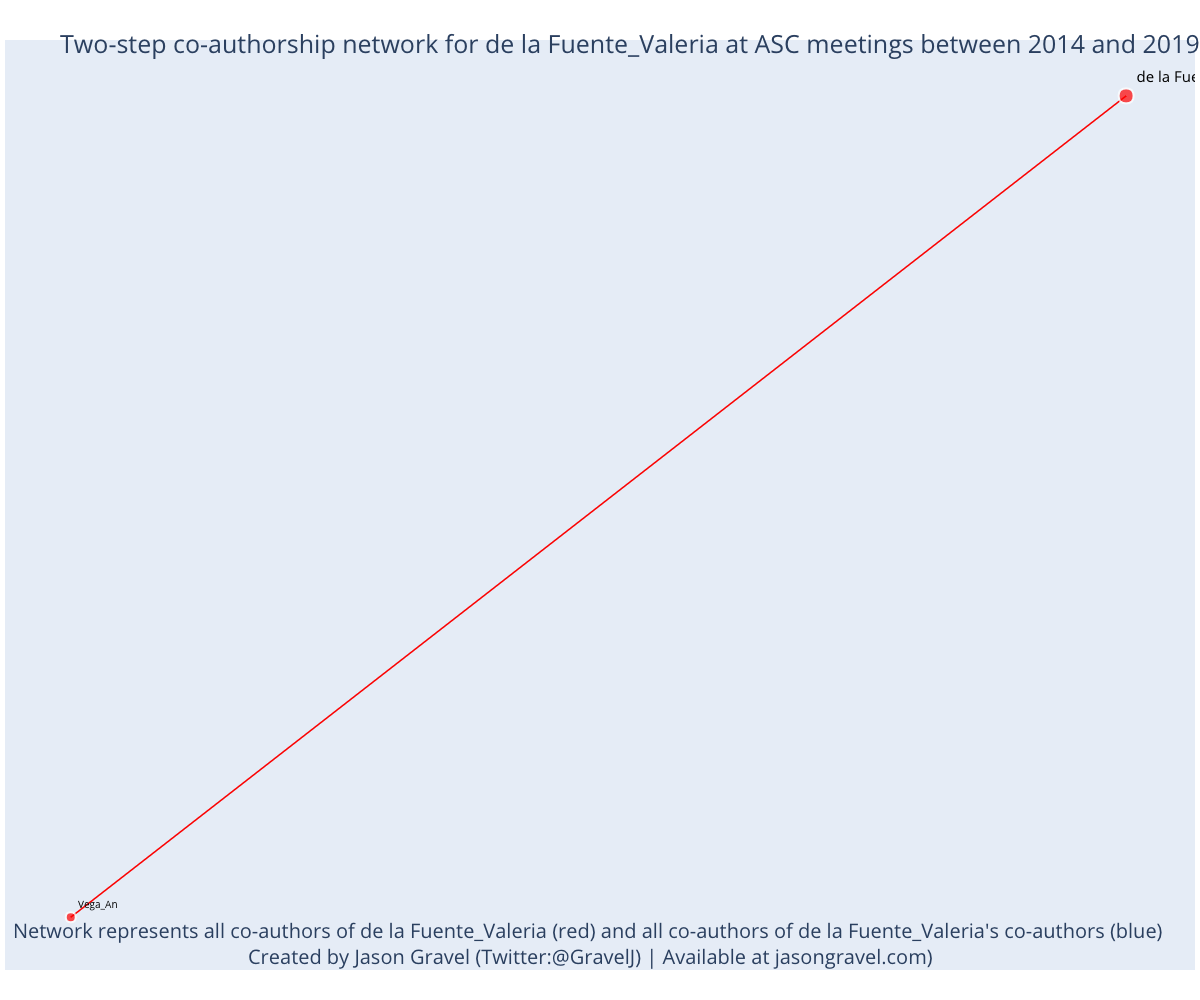 Two-step co-authorship network for de la Fuente_Valeria at ASC meetings between 2014 and 2019
de la Fue
Vega_An
Network represents all co-authors of de la Fuente_Valeria (red) and all co-authors of de la Fuente_Valeria's co-authors (blue)
Created by Jason Gravel (Twitter:@GravelJ) | Available at jasongravel.com)